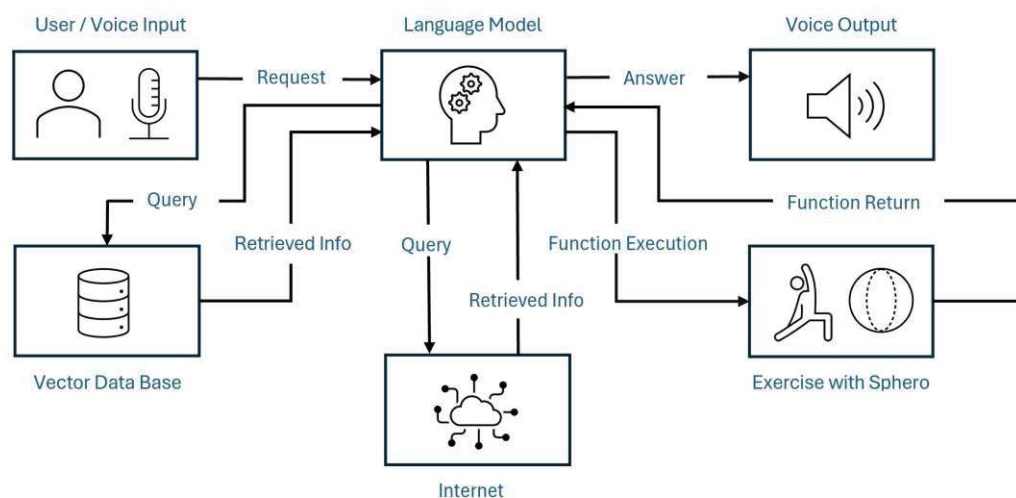 User / Voice Input
Language Model
Voice Output
Request
Answer
Query
Function Return
Retrieved Info
Query
Function Execution
Retrieved Info
Vector Data Base
Exercise with Sphero
Internet